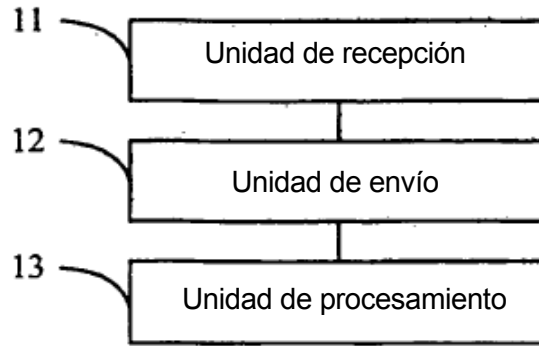 11 Unidad de recepción
12 Unidad de envío
13 Unidad de procesamiento